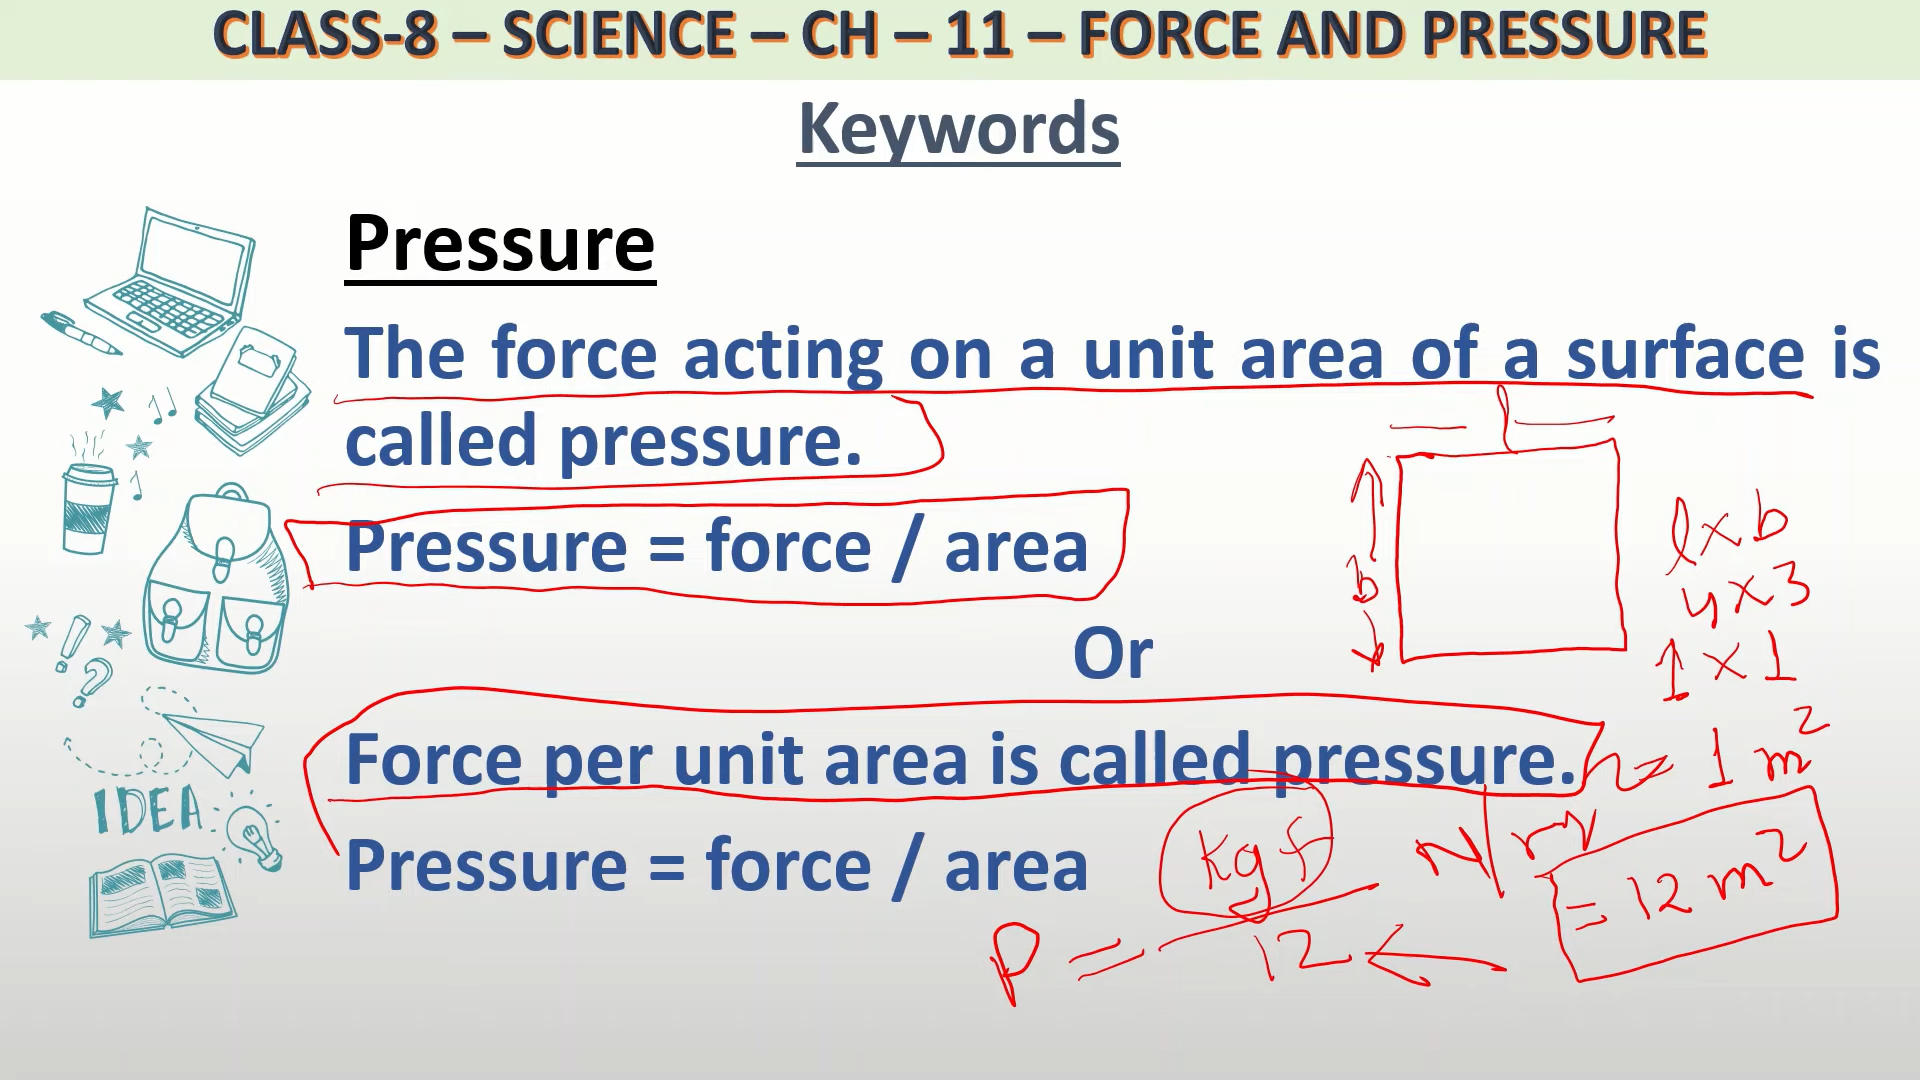 CLASS-8 – SCIENCE – CH – 11 – FORCE AND PRESSURE
Keywords
Pressure
The force acting on a unit area of a surface is
called pressure.
Pressure = force / area
Or
Force per unit area is called pressure.
Pressure = force / area
l
b
l x b
4 x 3
1 x 1
= 1 m²
= 12 m²
kgf
P =
12
IDEA